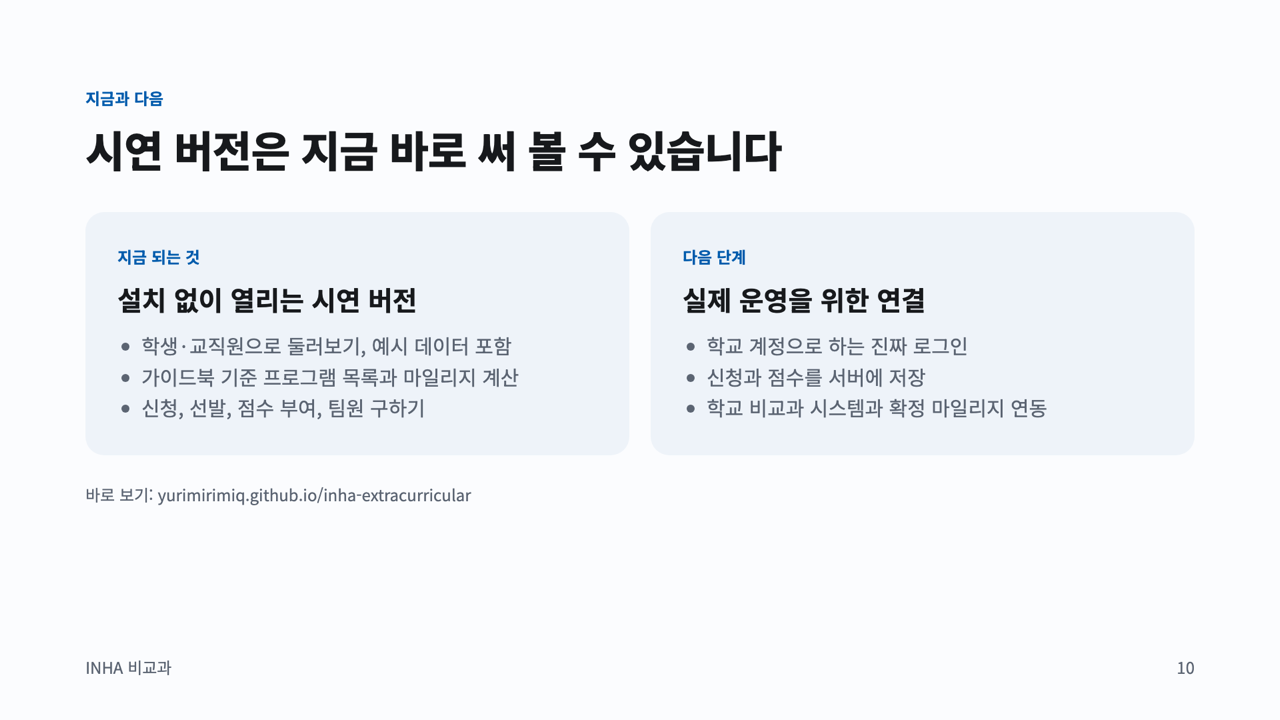 지금과 다음
시연 버전은 지금 바로 써 볼 수 있습니다
지금 되는 것
설치 없이 열리는 시연 버전
• 학생·교직원으로 둘러보기, 예시 데이터 포함
• 가이드북 기준 프로그램 목록과 마일리지 계산
• 신청, 선발, 점수 부여, 팀원 구하기
다음 단계
실제 운영을 위한 연결
• 학교 계정으로 하는 진짜 로그인
• 신청과 점수를 서버에 저장
• 학교 비교과 시스템과 확정 마일리지 연동
바로 보기: yurimirimiq.github.io/inha-extracurricular
INHA 비교과
10